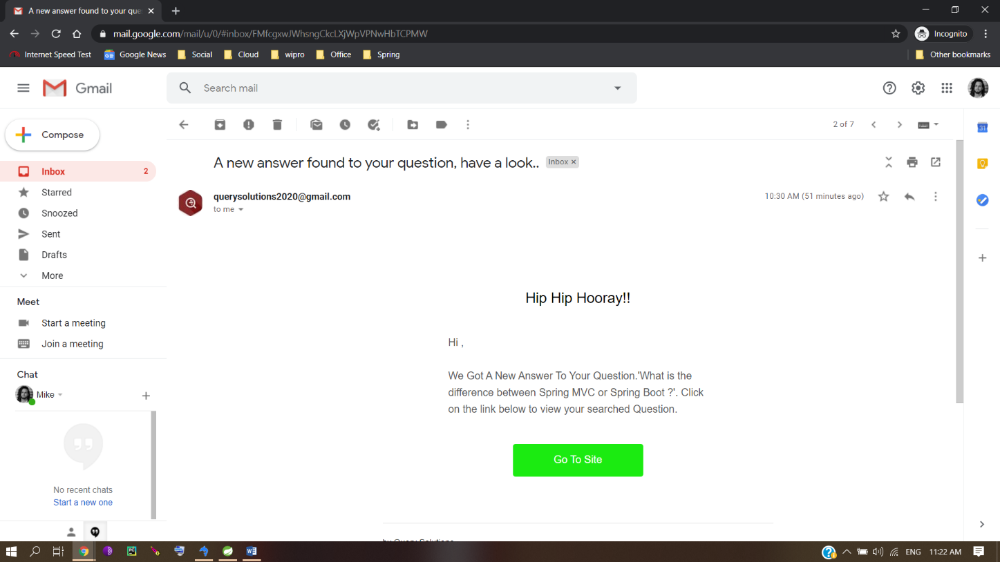 A new answer found to your que
mail.google.com/mail/u/0/#inbox/FMfcgxwJWhsngCkcLXjWpVPNwHbTCPMW
Incognito
Internet Speed Test
Google News
Social
Cloud
wipro
Office
Spring
Other bookmarks
Gmail
Search mail
Compose
2 of 7
31
Inbox 2
Starred
Snoozed
Sent
Drafts
More
A new answer found to your question, have a look.. Inbox x
querysolutions2020@gmail.com
to me
10:30 AM (51 minutes ago)
Hip Hip Hooray!!
Hi ,
We Got A New Answer To Your Question.'What is the
difference between Spring MVC or Spring Boot ?'. Click
on the link below to view your searched Question.
Go To Site
by Query Solutions
Meet
Start a meeting
Join a meeting
Chat
Mike
No recent chats
Start a new one
ENG
11:22 AM